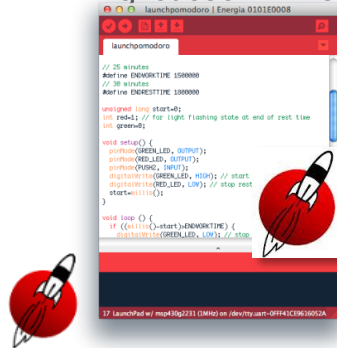 launchpomodoro | Energia 0101E0008
launchpomodoro
// 25 minutes
#define ENDWORKTIME 1500000
// 30 minutes
#define ENDRESTTIME 1800000
unsigned long start=0;
int red=1; // for light flashing state at end of rest time
int green=0;
void setup() {
pinMode(GREEN_LED, OUTPUT);
pinMode(RED_LED, OUTPUT);
pinMode(PUSH2, INPUT);
digitalWrite(GREEN_LED, HIGH); // start
digitalWrite(RED_LED, LOW); // stop rest
start=millis();
}
void loop () {
if ((millis()-start)>ENDWORKTIME) {
digitalWrite(GREEN_LED, LOW); // stop
17 LaunchPad w/ msp430g2231 (1MHz) on /dev/tty.uart-0FFF41CE9616052A